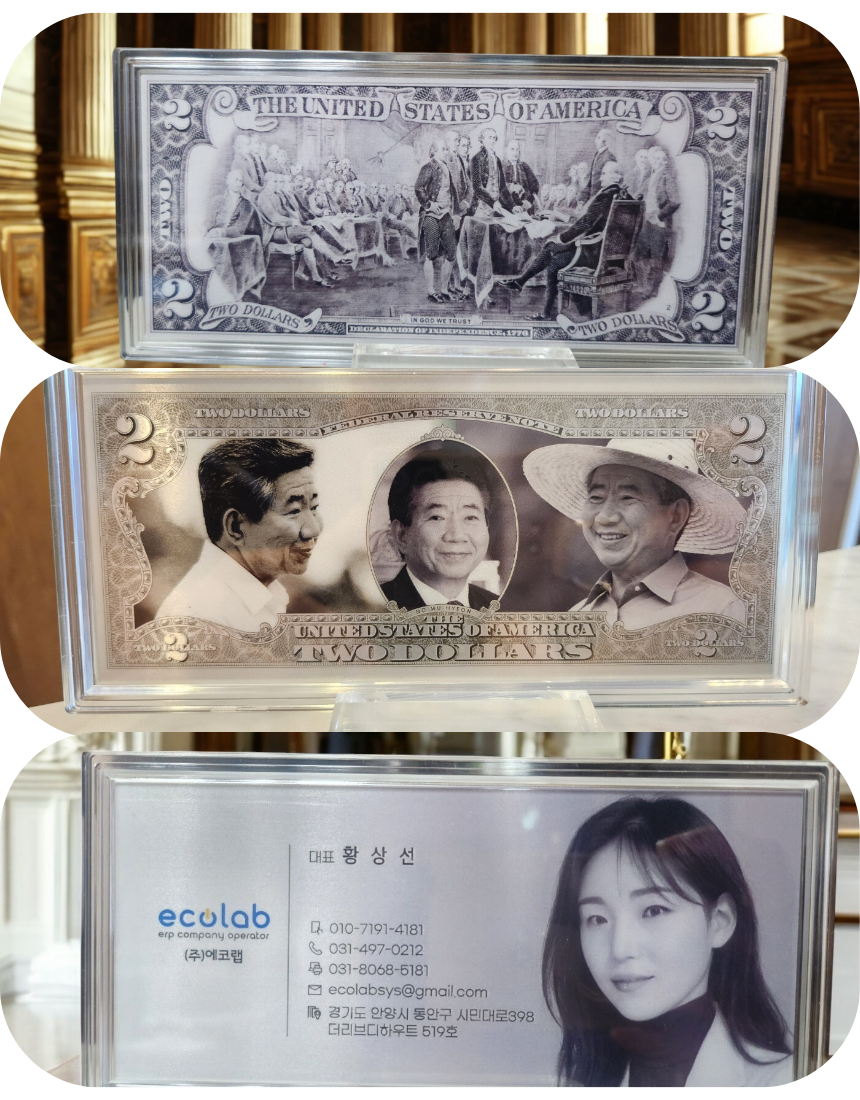 THE UNITED STATES OF AMERICA
2
2
TWO
TWO
2
2
TWO DOLLARS
IN GOD WE TRUST
TWO DOLLARS
DECLARATION OF INDEPENDENCE, 1776
TWO DOLLARS
FEDERAL RESERVE NOTE
TWO DOLLARS
2
2
NO MU HYEON
THE
UNITED STATES OF AMERICA
TWO DOLLARS
2
TWO DOLLARS
2
TWO DOLLARS
대표 황 상 선
ecolab
erp company operator
(주)에코랩
010-7191-4181
031-497-0212
031-8068-5181
ecolabsys@gmail.com
경기도 안양시 동안구 시민대로398
더리브디하우트 519호